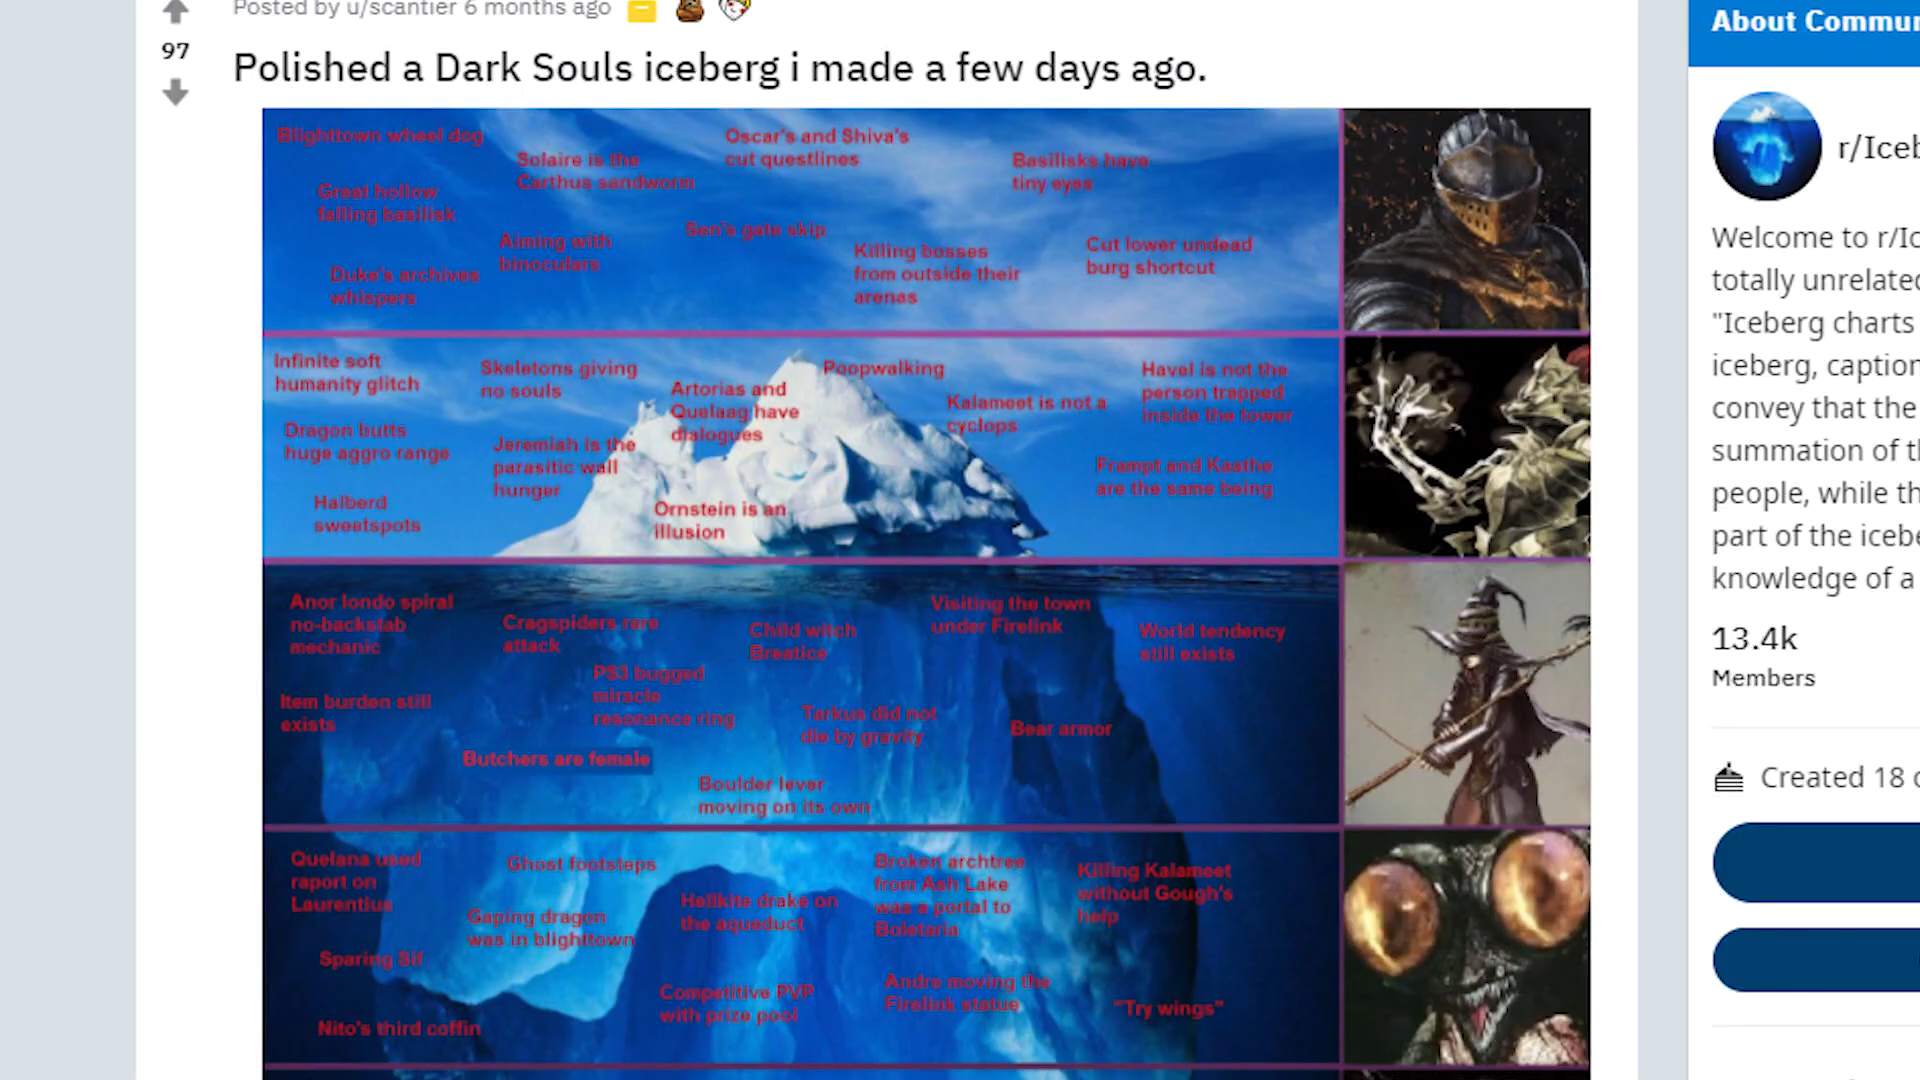 Posted by u/scantier 6 months ago
97
Polished a Dark Souls iceberg i made a few days ago.
Blighttown wheel dog
Solaire is the
Carthus sandworm
Oscar's and Shiva's
cut questlines
Basilisks have
tiny eyes
Great hollow
falling basilisk
Aiming with
binoculars
Sen's gate skip
Killing bosses
from outside their
arenas
Cut lower undead
burg shortcut
Duke's archives
whispers
Infinite soft
humanity glitch
Skeletons giving
no souls
Artorias and
Quelaag have
dialogues
Poopwalking
Kalameet is not a
cyclops
Havel is not the
person trapped
inside the tower
Dragon butts
huge aggro range
Jeremiah is the
parasitic wall
hunger
Frampt and Kaathe
are the same being
Halberd
sweetspots
Ornstein is an
illusion
Anor londo spiral
no-backstab
mechanic
Cragspiders rare
attack
Child witch
Breatice
Visiting the town
under Firelink
World tendency
still exists
PS3 bugged
miracle
resonance ring
Item burden still
exists
Tarkus did not
die by gravity
Bear armor
Butchers are female
Boulder lever
moving on its own
Quelana used
raport on
Laurentius
Ghost footsteps
Hellkite drake on
the aqueduct
Broken archtree
from Ash Lake
was a portal to
Boletaria
Killing Kalameet
without Gough's
help
Gaping dragon
was in blighttown
Sparing Sif
Competitive PVP
with prize pool
Andre moving the
Firelink statue
"Try wings"
Nito's third coffin
About Commun
r/Iceb
Welcome to r/Ic
totally unrelated
"Iceberg charts
iceberg, caption
convey that the
summation of th
people, while th
part of the icebe
knowledge of a
13.4k
Members
Created 18